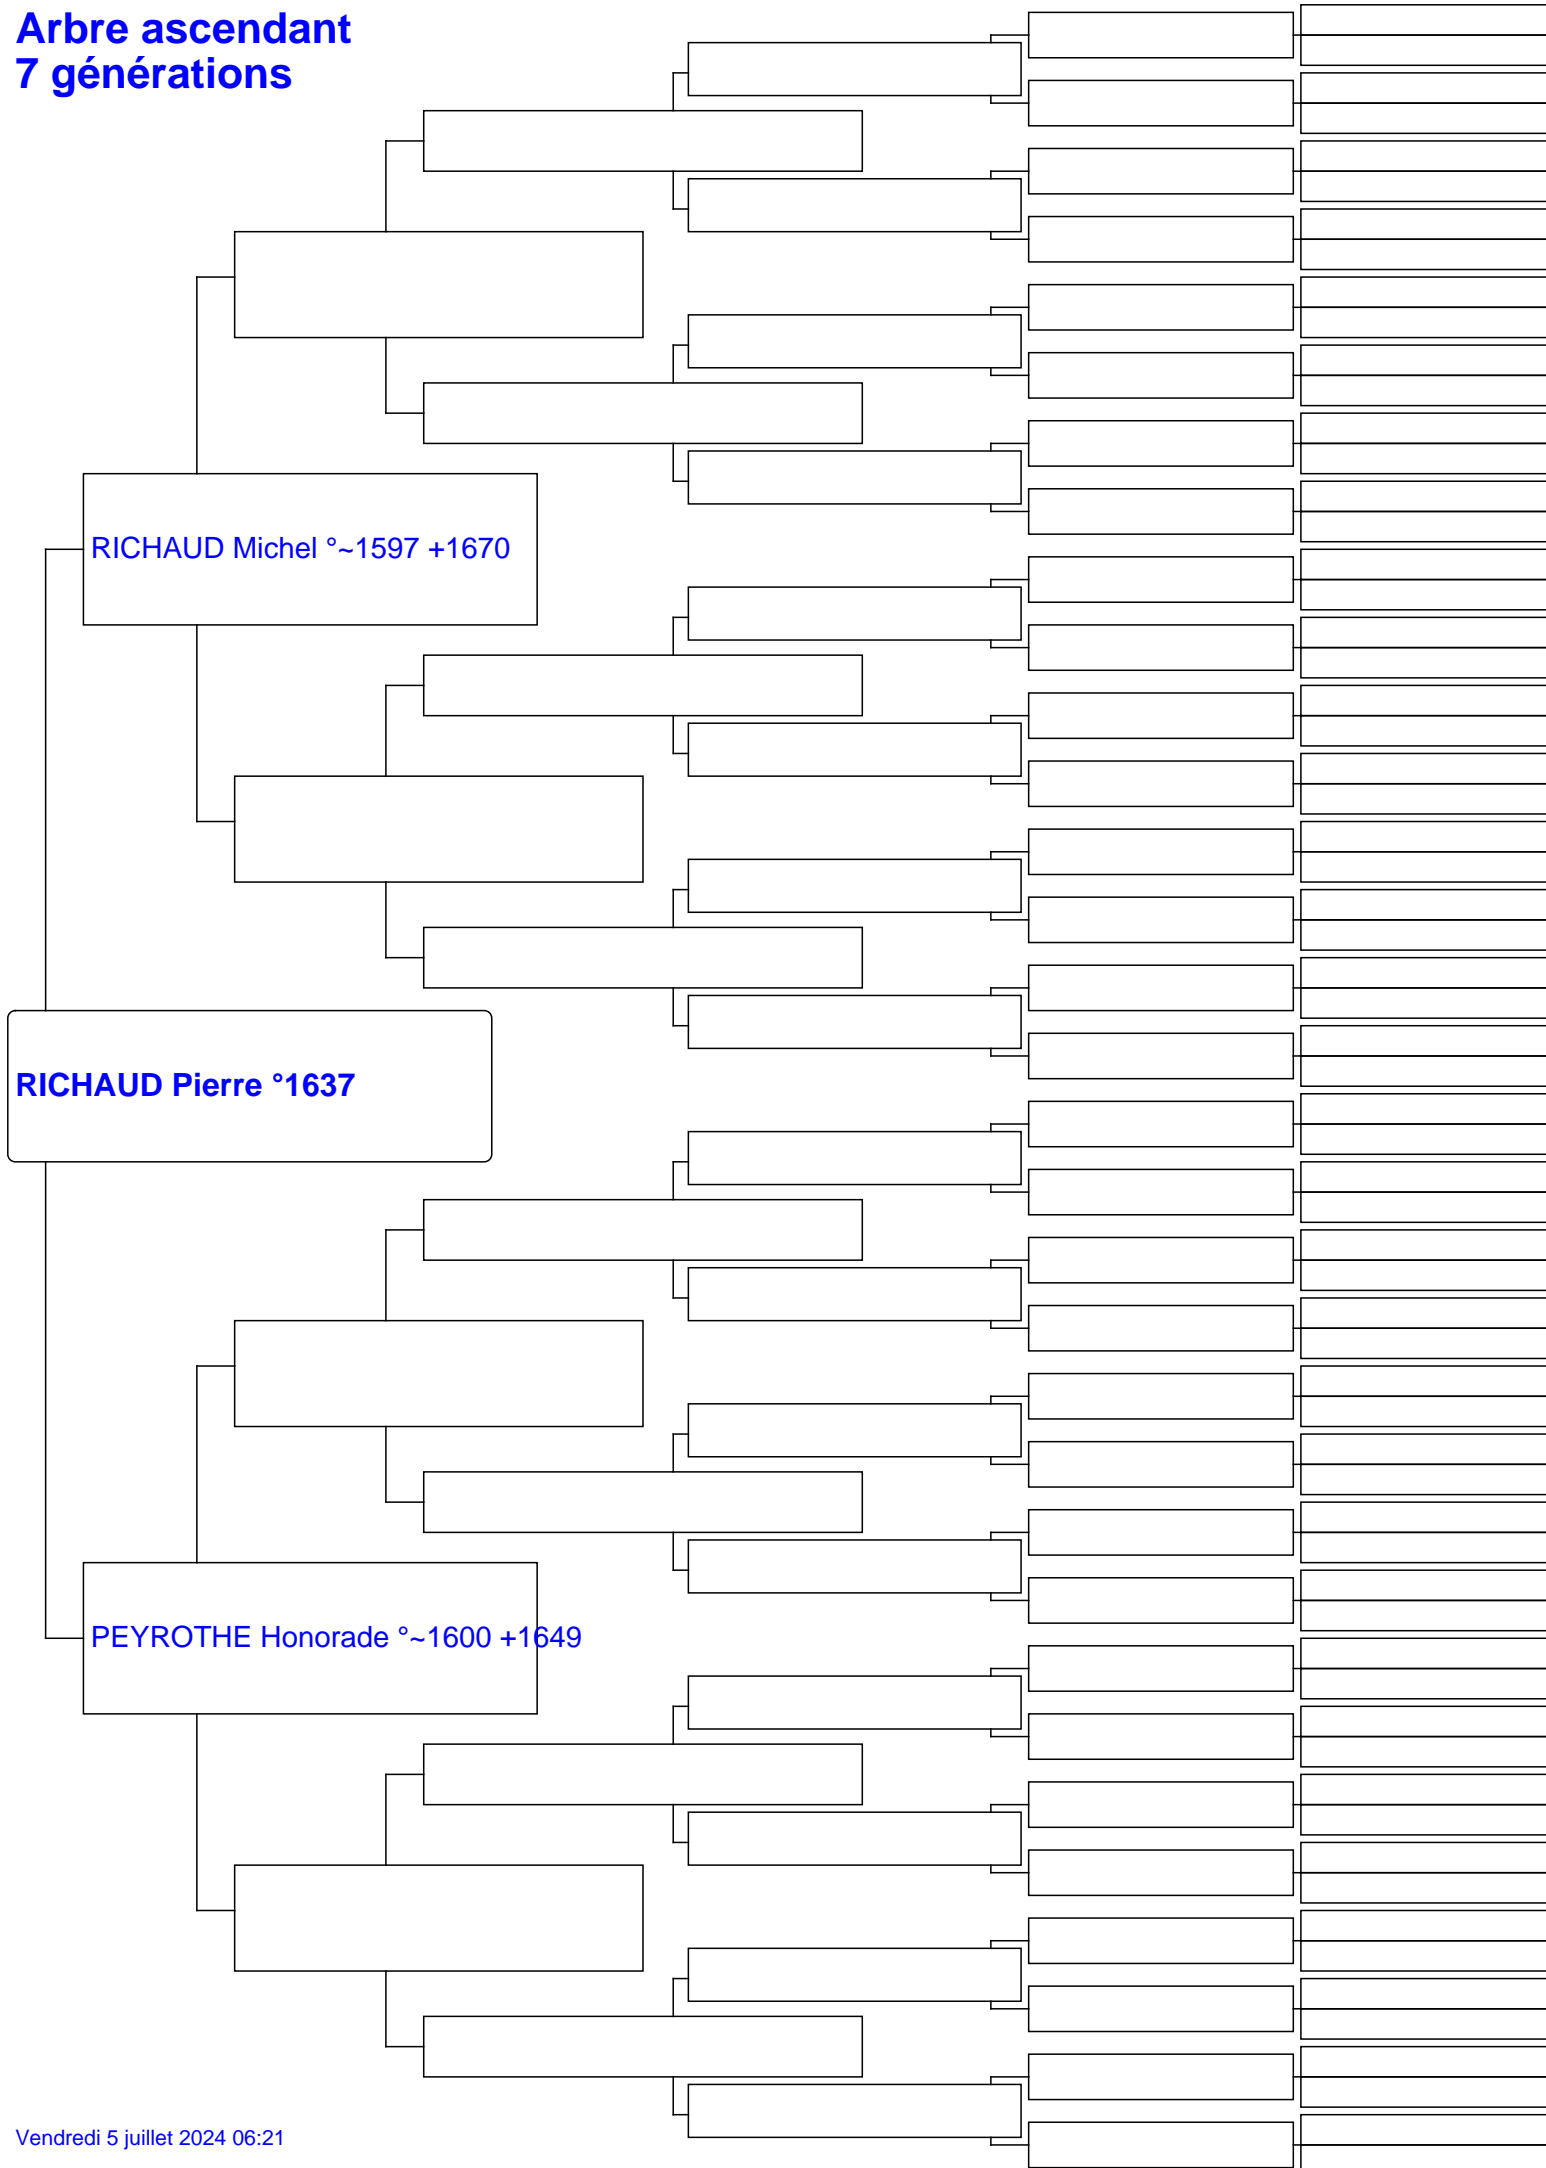 Arbre ascendant
7 générations
RICHAUD Michel °~1597 +1670
RICHAUD Pierre °1637
PEYROTHE Honorade °~1600 +1649
Vendredi 5 juillet 2024 06:21